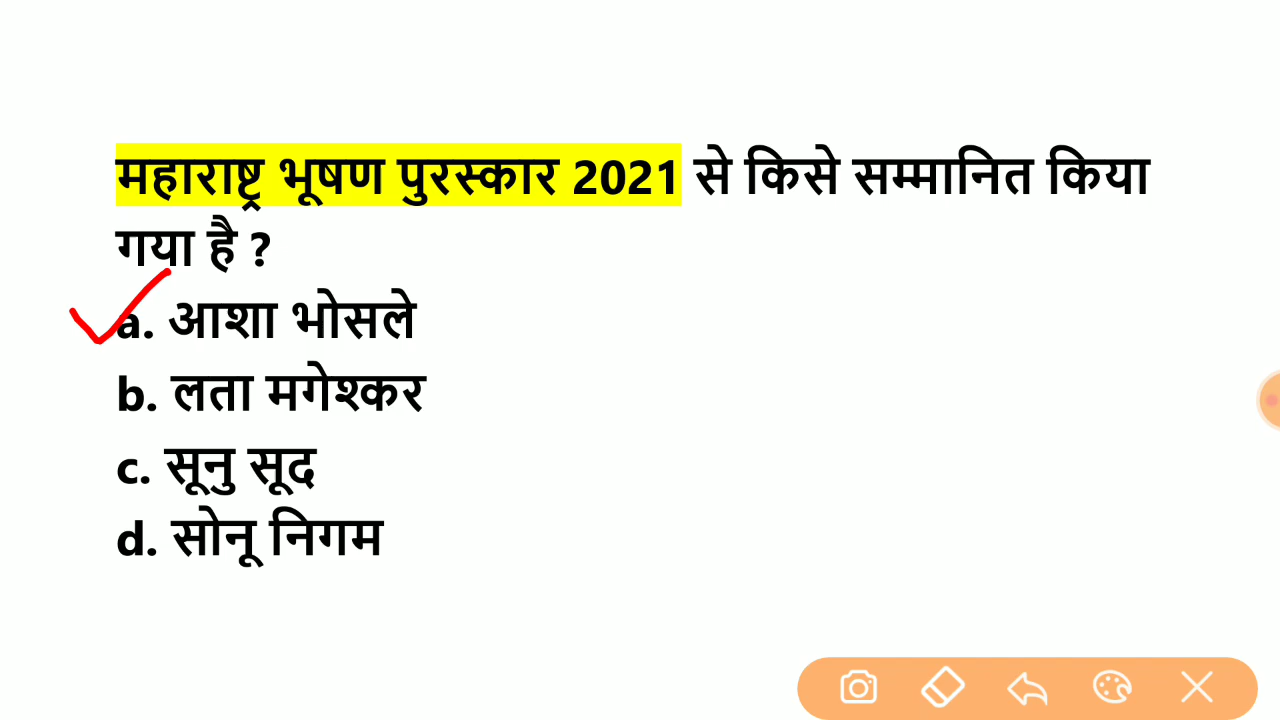 महाराष्ट्र भूषण पुरस्कार 2021 से किसे सम्मानित किया
गया है ?
a. आशा भोसले
b. लता मगेश्कर
c. सूनु सूद
d. सोनू निगम